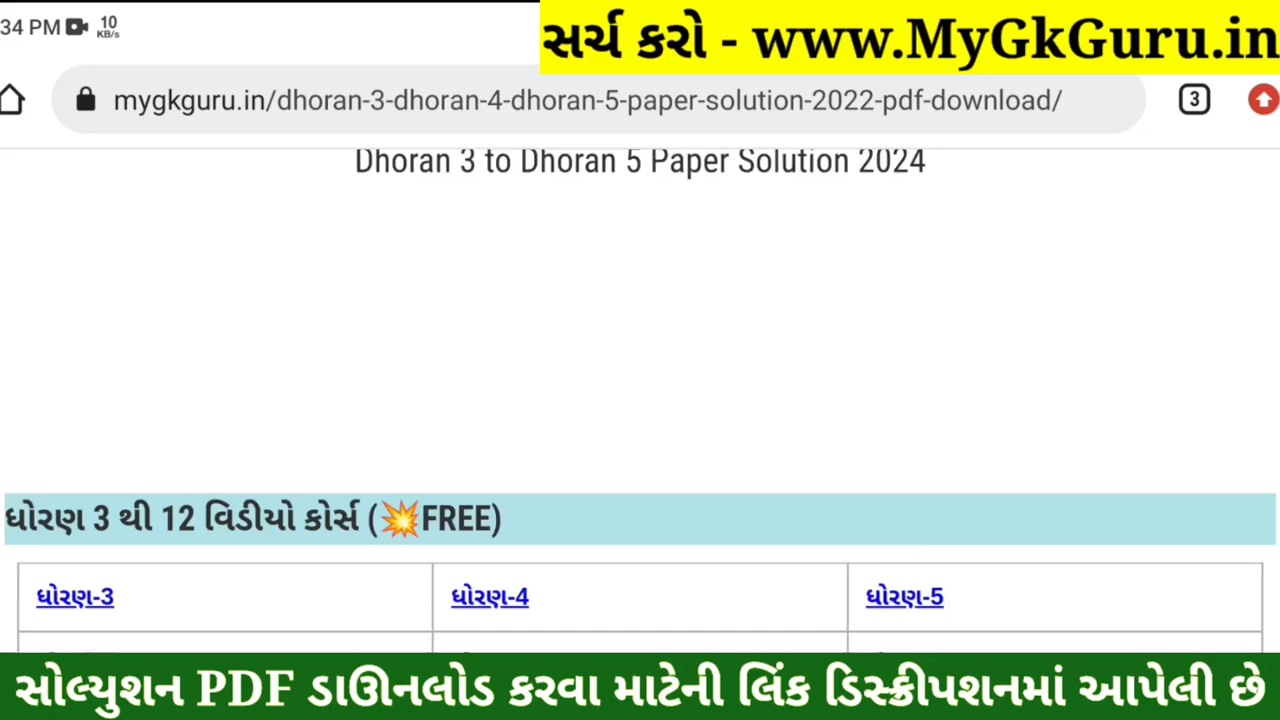 34 PM 10 KB/s
સર્ચ કરો - www.MyGkGuru.in
mygkguru.in/dhoran-3-dhoran-4-dhoran-5-paper-solution-2022-pdf-download/
3
Dhoran 3 to Dhoran 5 Paper Solution 2024
ધોરણ 3 થી 12 વિડીયો કોર્સ (💥FREE)
ધોરણ-3 ધોરણ-4 ધોરણ-5
સોલ્યુશન PDF ડાઊનલોડ કરવા માટેની લિંક ડિસ્ક્રીપશનમાં આપેલી છે